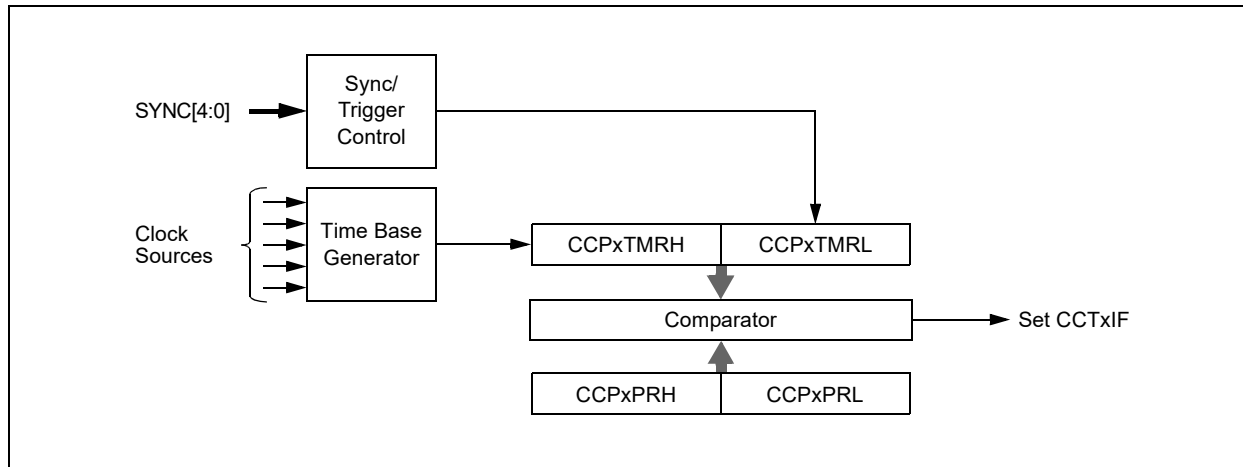 SYNC[4:0]
Sync/
Trigger
Control
Clock
Sources
Time Base
Generator
CCPxTMRH
CCPxTMRL
Comparator
Set CCTxIF
CCPxPRH
CCPxPRL